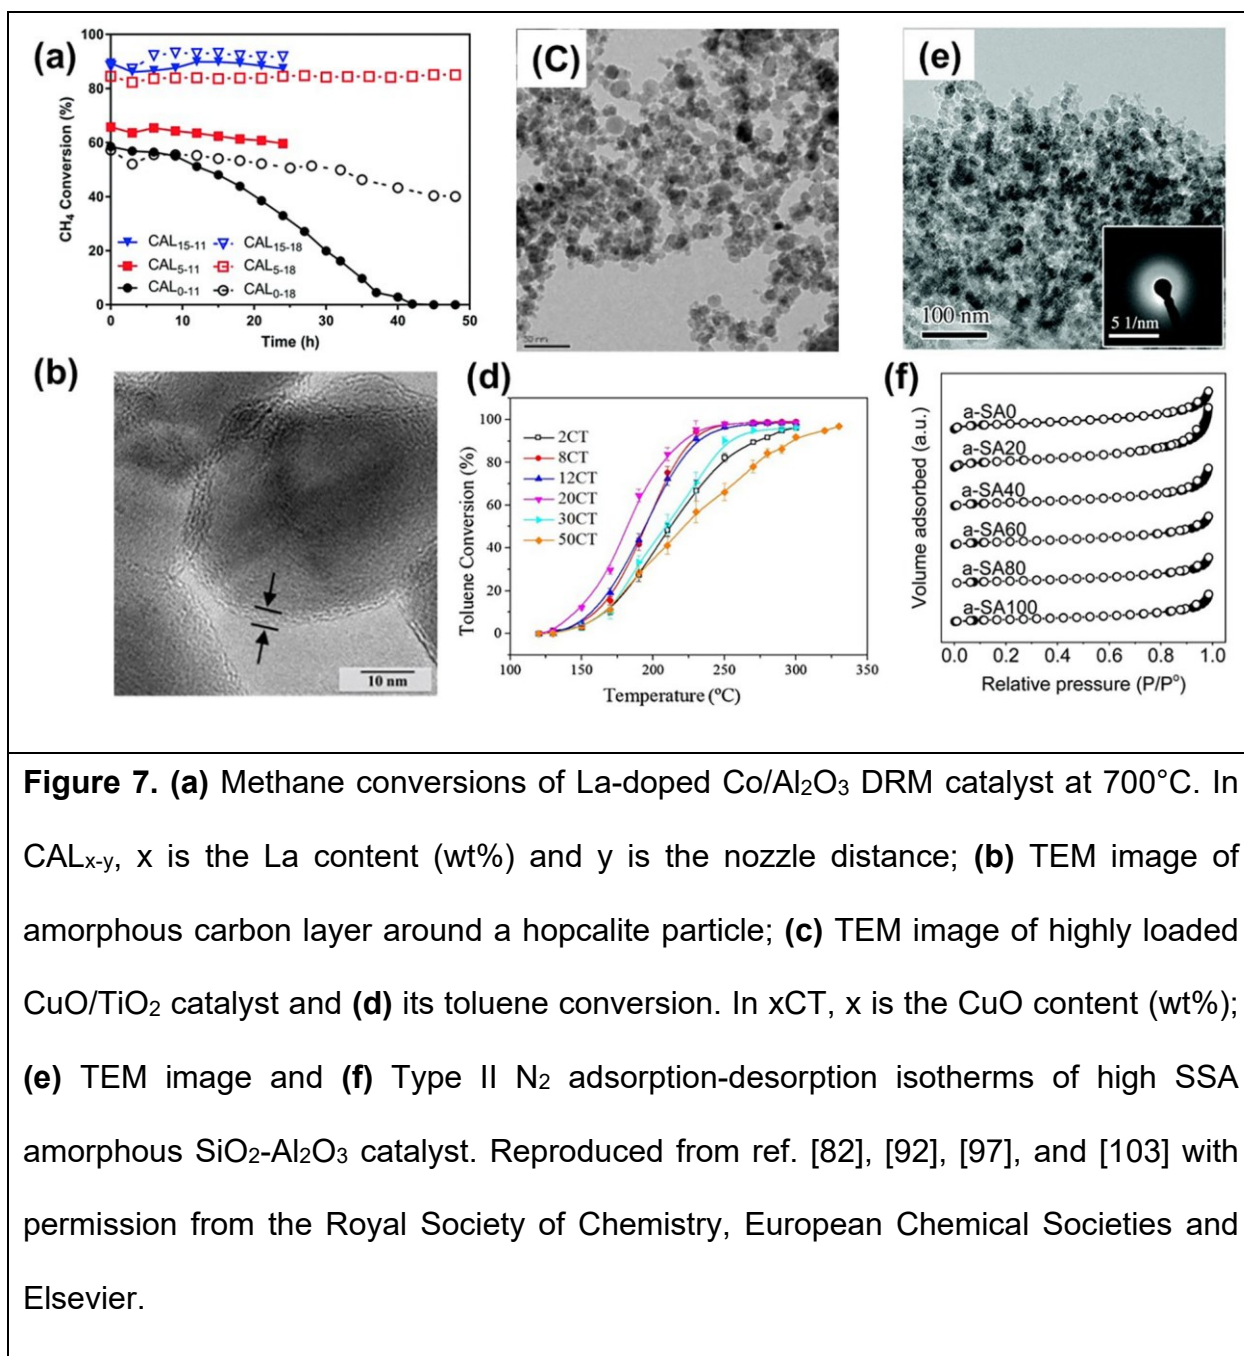 (a)
100
80
60
40
20
0
CH₄ Conversion (%)
CAL₁₅₋₁₁ CAL₁₅₋₁₈
CAL₅₋₁₁ CAL₅₋₁₈
CAL₀₋₁₁ CAL₀₋₁₈
0 10 20 30 40 50
Time (h)
(C)
50 nm
(e)
100 nm
5 1/nm
(b)
10 nm
(d)
100
80
60
40
20
0
Toluene Conversion (%)
2CT
8CT
12CT
20CT
30CT
50CT
100 150 200 250 300 350
Temperature (°C)
(f)
Volume adsorbed (a.u.)
a-SA0
a-SA20
a-SA40
a-SA60
a-SA80
a-SA100
0.0 0.2 0.4 0.6 0.8 1.0
Relative pressure (P/P°)
Figure 7. (a) Methane conversions of La-doped Co/Al₂O₃ DRM catalyst at 700°C. In
CALₓ₋ᵧ, x is the La content (wt%) and y is the nozzle distance; (b) TEM image of
amorphous carbon layer around a hopcalite particle; (c) TEM image of highly loaded
CuO/TiO₂ catalyst and (d) its toluene conversion. In xCT, x is the CuO content (wt%);
(e) TEM image and (f) Type II N₂ adsorption-desorption isotherms of high SSA
amorphous SiO₂-Al₂O₃ catalyst. Reproduced from ref. [82], [92], [97], and [103] with
permission from the Royal Society of Chemistry, European Chemical Societies and
Elsevier.